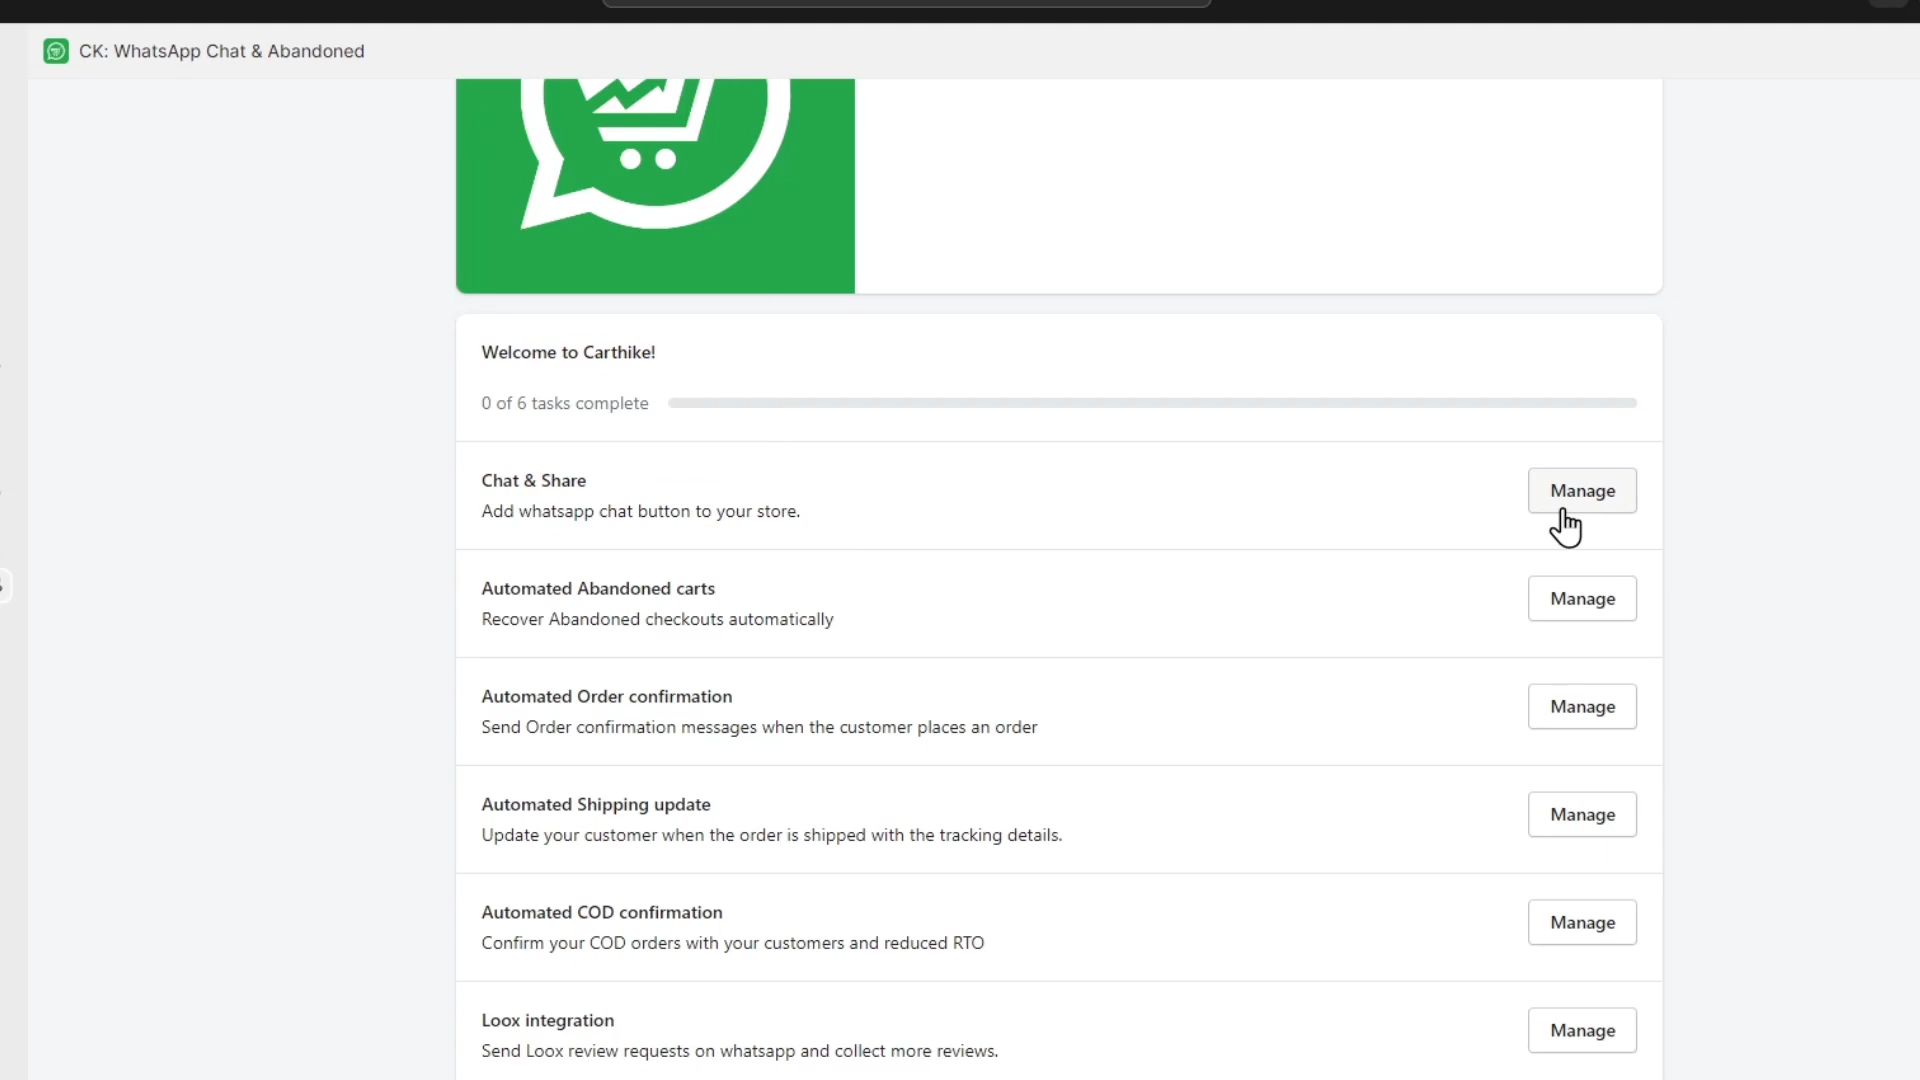 CK: WhatsApp Chat & Abandoned
Welcome to Carthike!
0 of 6 tasks complete
Chat & Share
Add whatsapp chat button to your store.
Manage
Automated Abandoned carts
Recover Abandoned checkouts automatically
Manage
Automated Order confirmation
Send Order confirmation messages when the customer places an order
Manage
Automated Shipping update
Update your customer when the order is shipped with the tracking details.
Manage
Automated COD confirmation
Confirm your COD orders with your customers and reduced RTO
Manage
Loox integration
Send Loox review requests on whatsapp and collect more reviews.
Manage